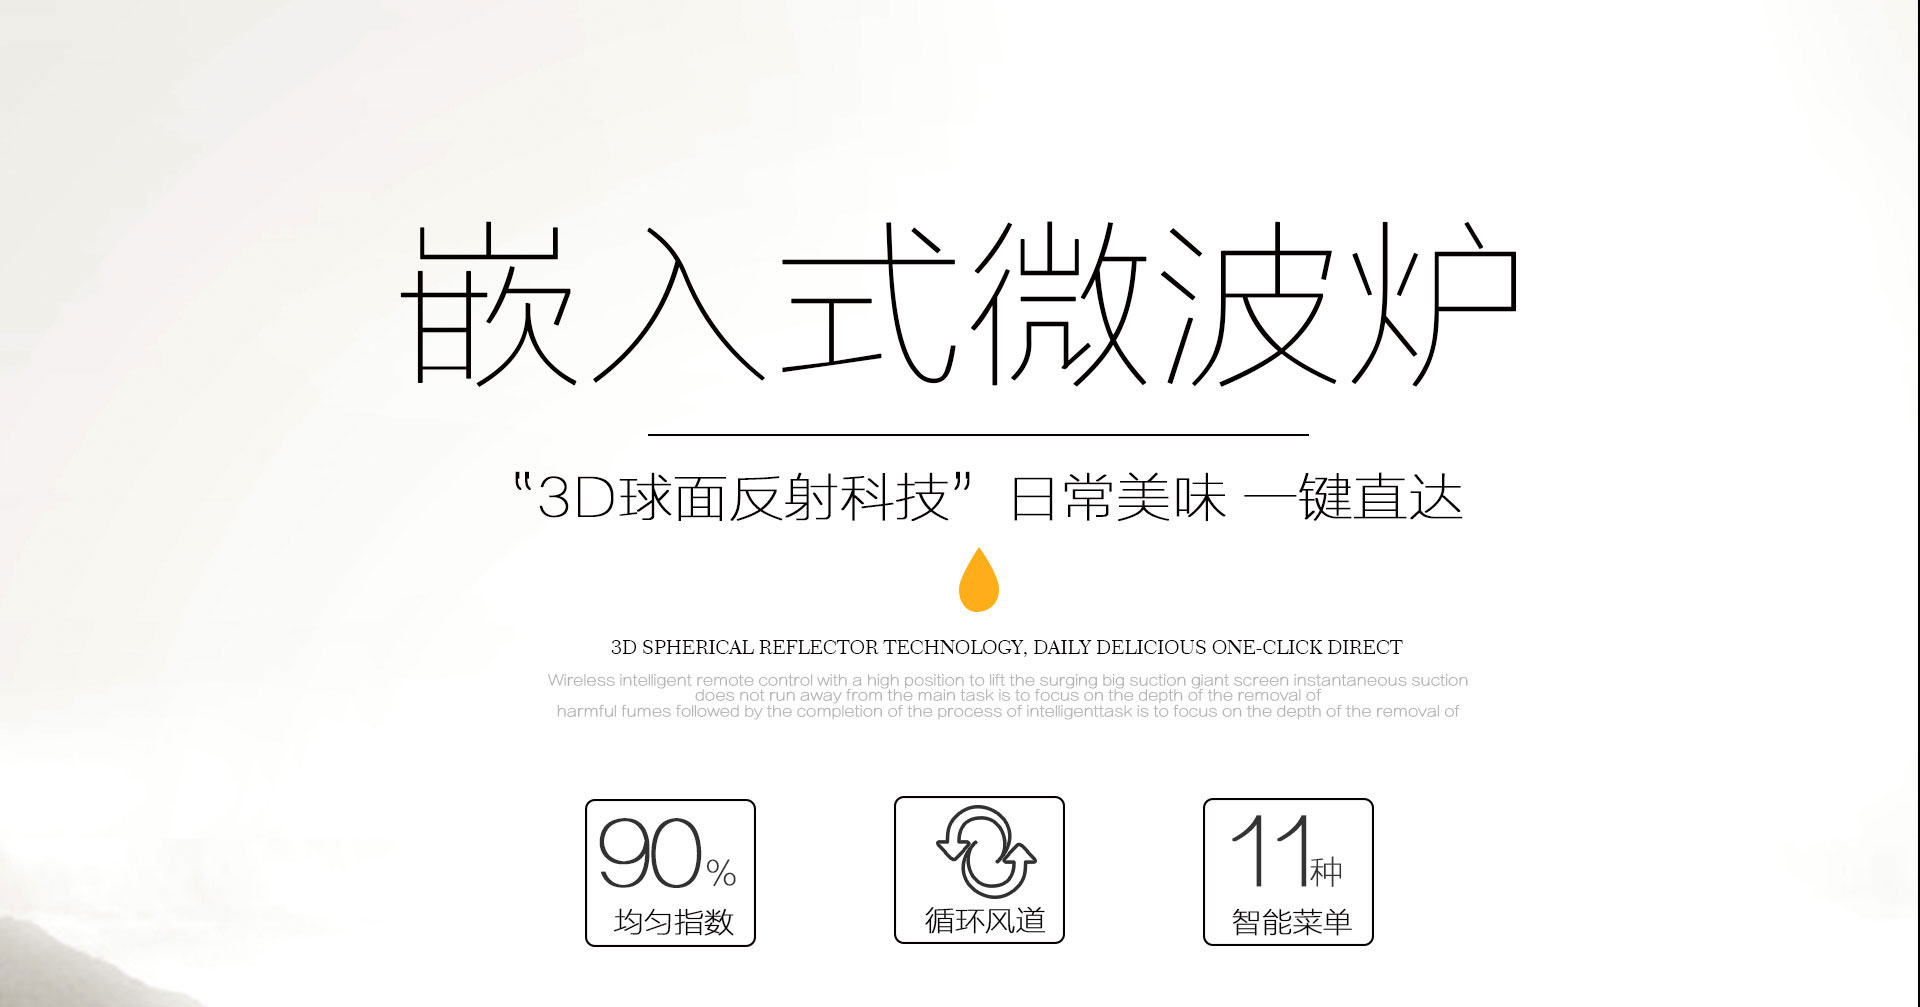 嵌入式微波炉
“3D球面反射科技” 日常美味 一键直达
3D SPHERICAL REFLECTOR TECHNOLOGY, DAILY DELICIOUS ONE-CLICK DIRECT
Wireless intelligent remote control with a high position to lift the surging big suction giant screen instantaneous suction
does not run away from the main task is to focus on the depth of the removal of
harmful fumes followed by the completion of the process of intelligenttask is to focus on the depth of the removal of
90%
均匀指数
循环风道
11种
智能菜单